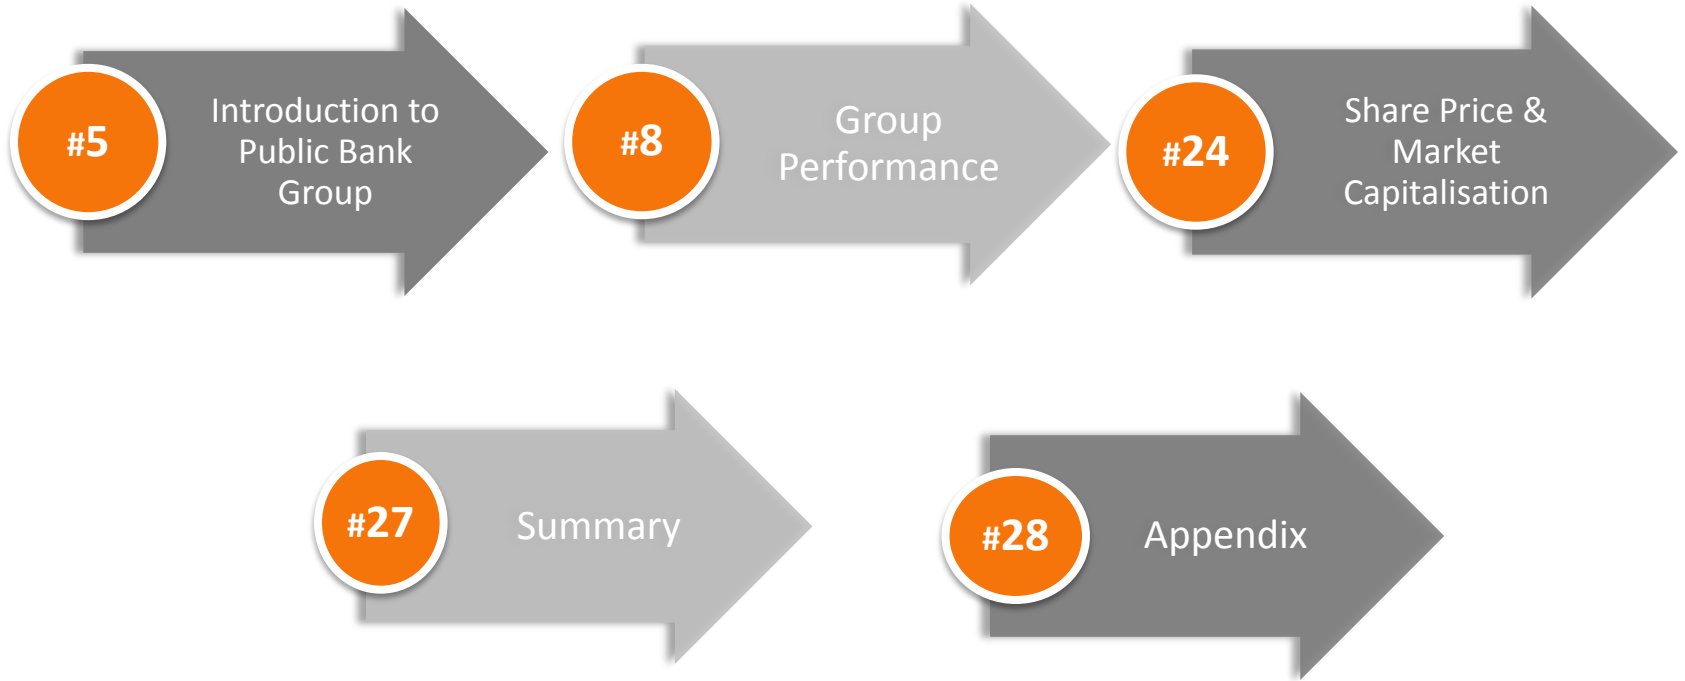 #5
Introduction to
Public Bank
Group
#8
Group
Performance
#24
Share Price &
Market
Capitalisation
#27
Summary
#28
Appendix